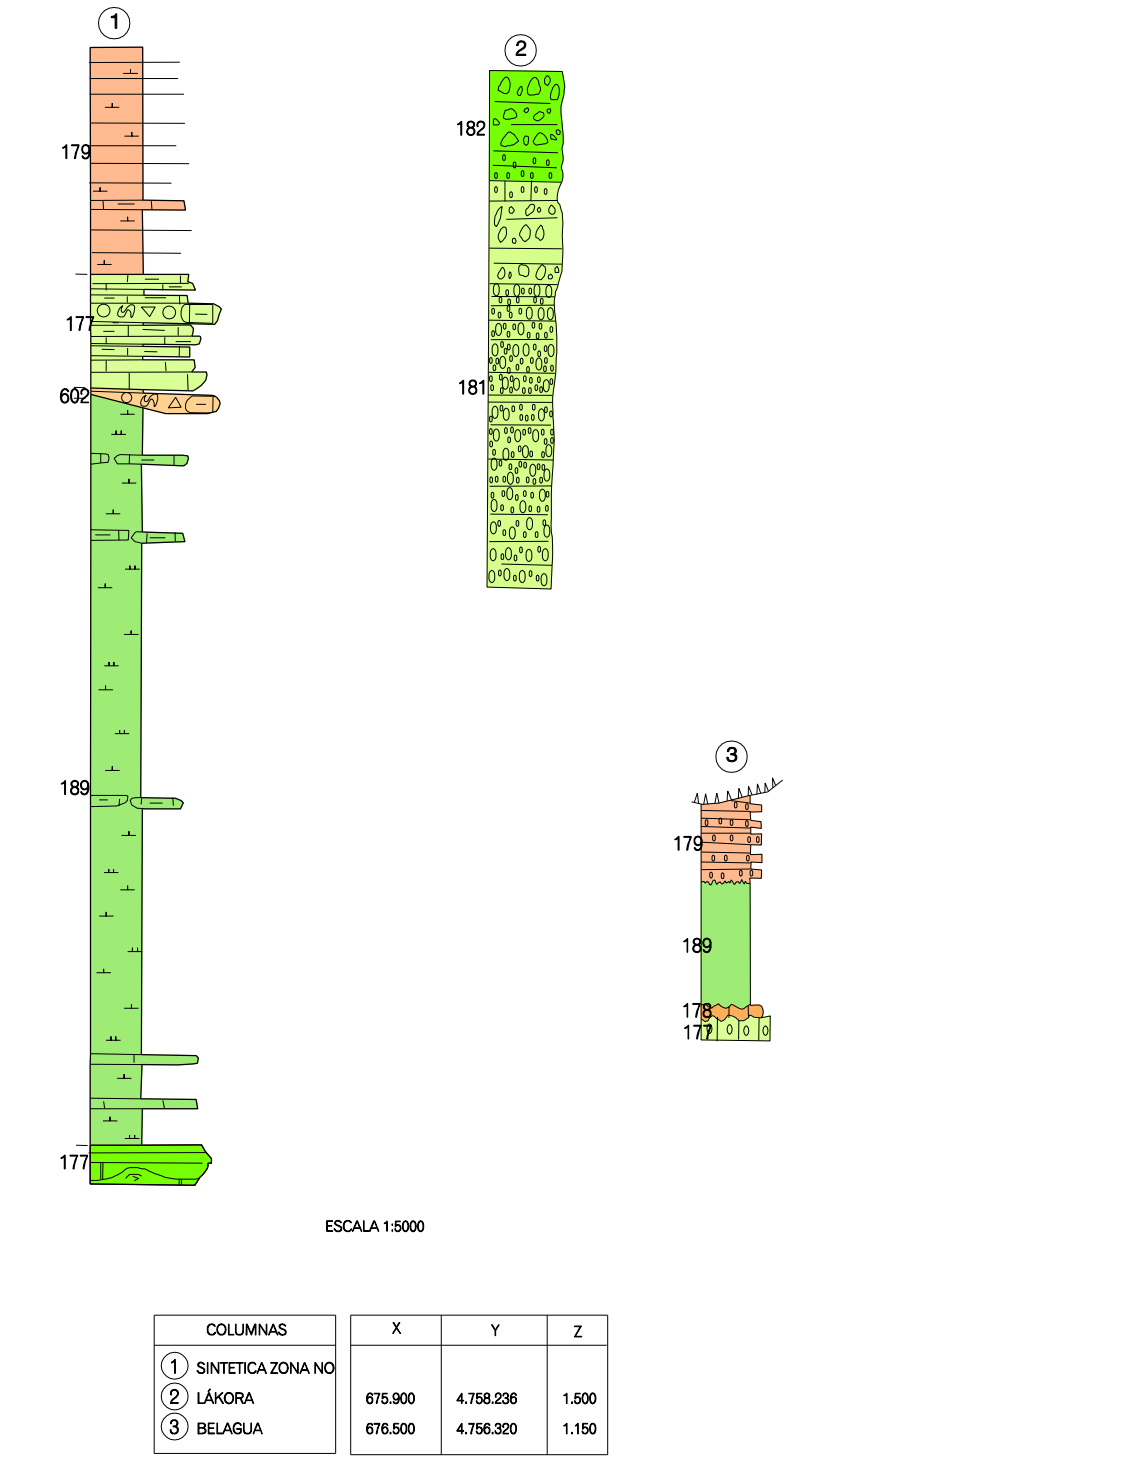 1
2
182
179
177
602
181
3
179
189
189
178
177
177
ESCALA 1:5000
COLUMNAS X Y Z
1 SINTETICA ZONA NO
2 LÁKORA 675.900 4.758.236 1.500
3 BELAGUA 676.500 4.756.320 1.150